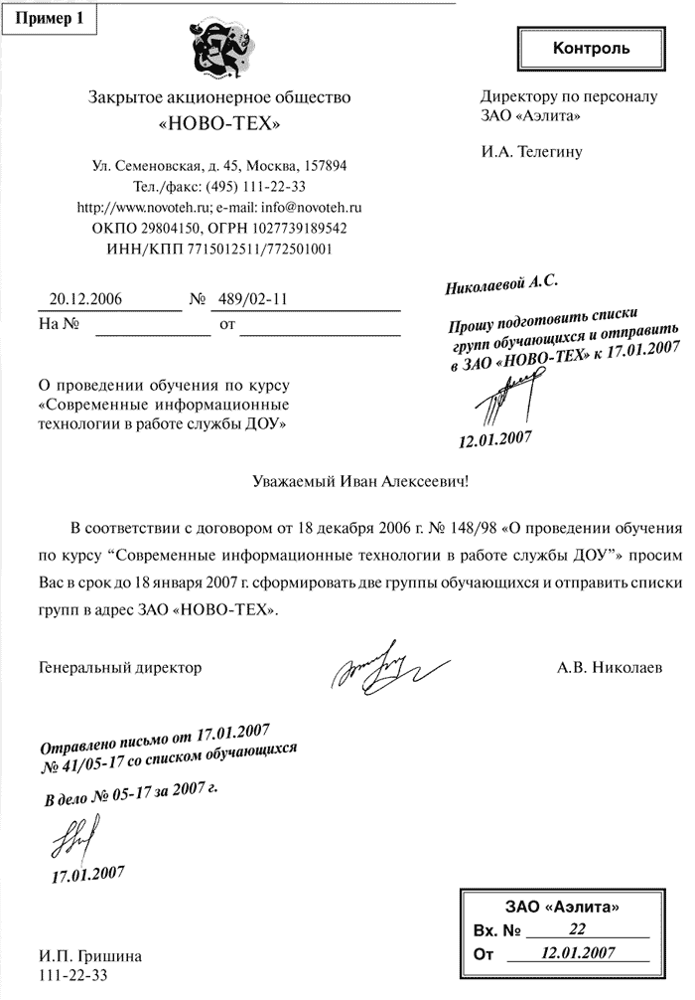 Пример 1
Контроль
Закрытое акционерное общество
«НОВО-ТЕХ»
Ул. Семеновская, д. 45, Москва, 157894
Тел./факс: (495) 111-22-33
http://www.novoteh.ru; e-mail: info@novoteh.ru
ОКПО 29804150, ОГРН 1027739189542
ИНН/КПП 7715012511/772501001
Директору по персоналу
ЗАО «Аэлита»
И.А. Телегину
20.12.2006 № 489/02-11
На № от
Николаевой А.С.
Прошу подготовить списки
групп обучающихся и отправить
в ЗАО «НОВО-ТЕХ» к 17.01.2007
12.01.2007
О проведении обучения по курсу
«Современные информационные
технологии в работе службы ДОУ»
Уважаемый Иван Алексеевич!
В соответствии с договором от 18 декабря 2006 г. № 148/98 «О проведении обучения
по курсу “Современные информационные технологии в работе службы ДОУ”» просим
Вас в срок до 18 января 2007 г. сформировать две группы обучающихся и отправить списки
групп в адрес ЗАО «НОВО-ТЕХ».
Генеральный директор А.В. Николаев
Отравлено письмо от 17.01.2007
№ 41/05-17 со списком обучающихся
В дело № 05-17 за 2007 г.
17.01.2007
И.П. Гришина
111-22-33
ЗАО «Аэлита»
Вх. № 22
От 12.01.2007